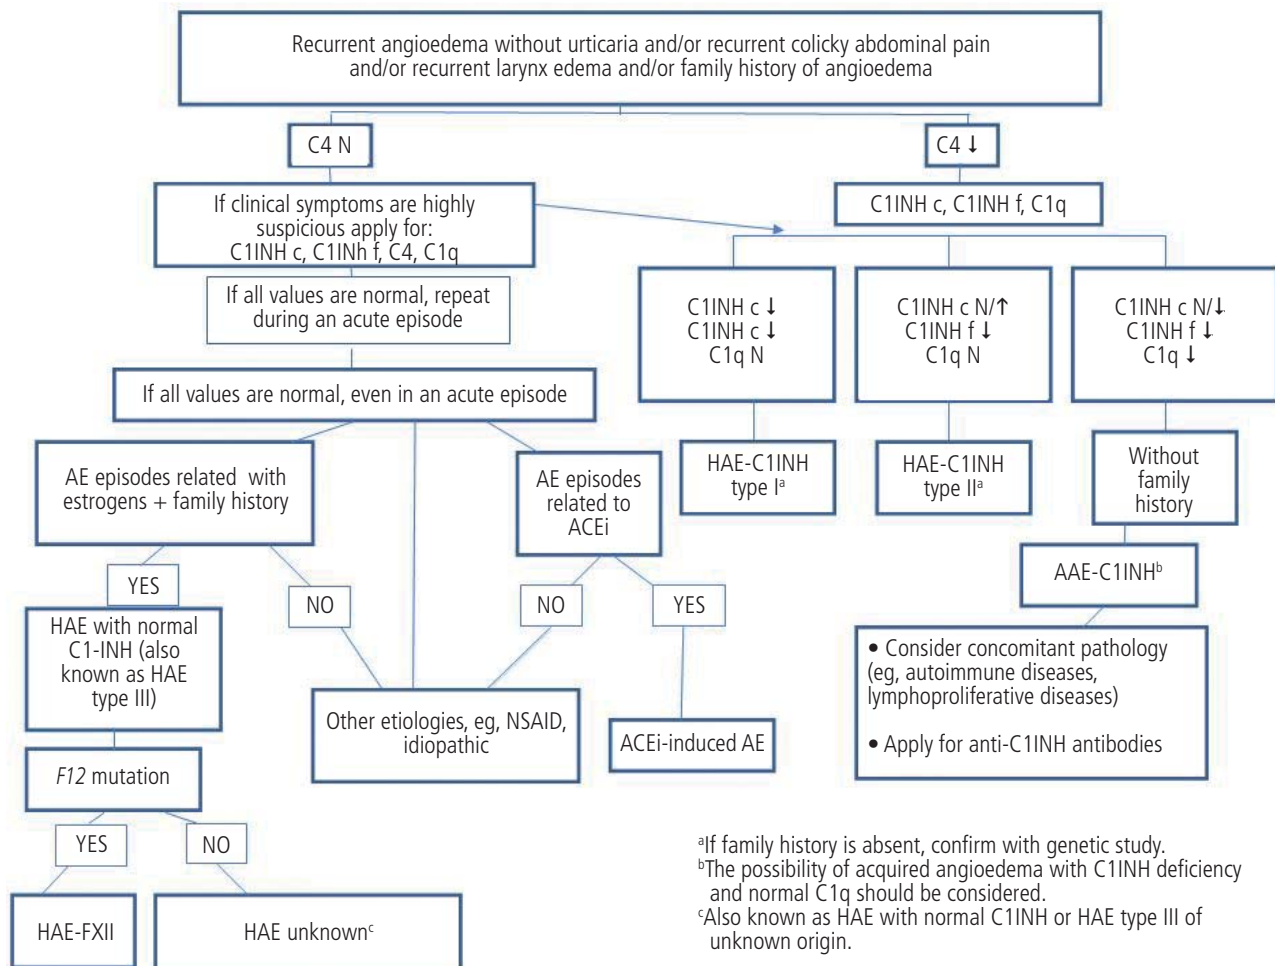 Recurrent angioedema without urticaria and/or recurrent colicky abdominal pain
and/or recurrent larynx edema and/or family history of angioedema
C4 N
C4 ↓
If clinical symptoms are highly
suspicious apply for:
C1INH c, C1INh f, C4, C1q
C1INH c, C1INH f, C1q
If all values are normal, repeat
during an acute episode
C1INH c ↓
C1INH c ↓
C1q N
C1INH c N/↑
C1INH f ↓
C1q N
C1INH c N/↓
C1INH f ↓
C1q ↓
If all values are normal, even in an acute episode
AE episodes related with
estrogens + family history
AE episodes
related to
ACEi
HAE-C1INH
type Iᵃ
HAE-C1INH
type IIᵃ
Without
family
history
YES
NO
NO
YES
AAE-C1INHᵇ
HAE with normal
C1-INH (also
known as HAE
type III)
Other etiologies, eg, NSAID,
idiopathic
ACEi-induced AE
• Consider concomitant pathology
(eg, autoimmune diseases,
lymphoproliferative diseases)
• Apply for anti-C1INH antibodies
F12 mutation
YES
NO
HAE-FXII
HAE unknownᶜ
ᵃIf family history is absent, confirm with genetic study.
ᵇThe possibility of acquired angioedema with C1INH deficiency
and normal C1q should be considered.
ᶜAlso known as HAE with normal C1INH or HAE type III of
unknown origin.